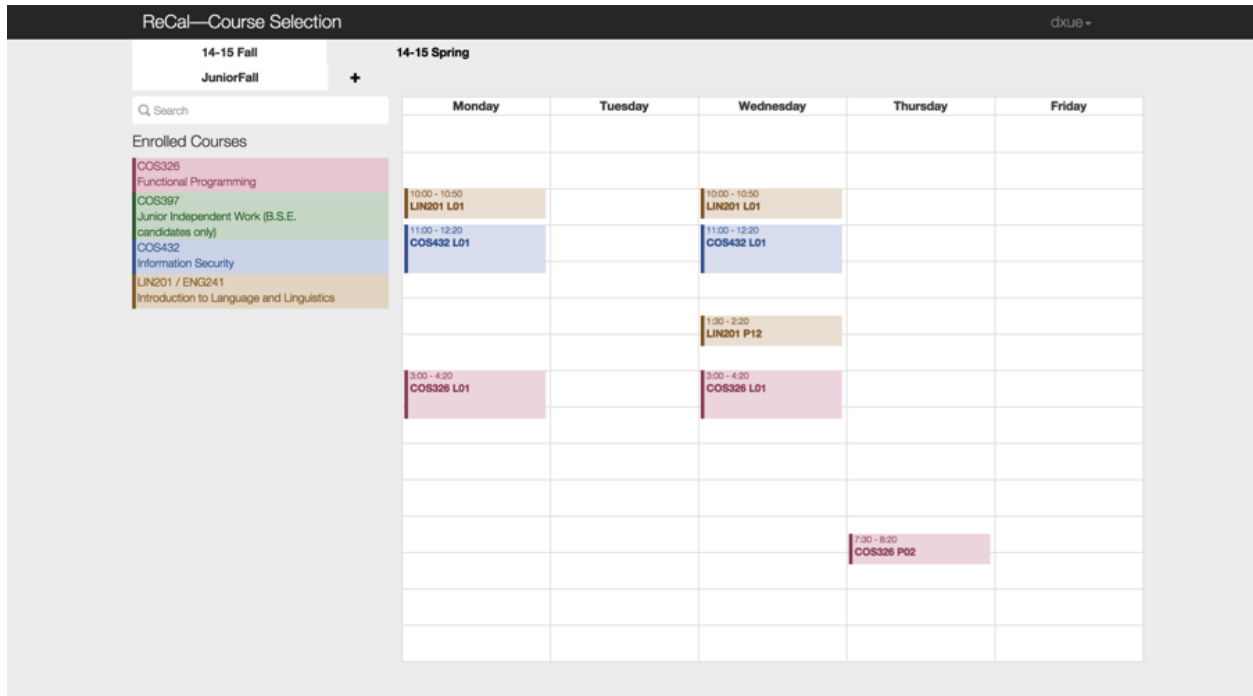 ReCal—Course Selection
dxue
14-15 Fall
14-15 Spring
JuniorFall
+
Search
Enrolled Courses
COS326
Functional Programming
COS397
Junior Independent Work (B.S.E.
candidates only)
COS432
Information Security
LIN201 / ENG241
Introduction to Language and Linguistics
Monday
Tuesday
Wednesday
Thursday
Friday
10:00 - 10:50
LIN201 L01
11:00 - 12:20
COS432 L01
3:00 - 4:20
COS326 L01
10:00 - 10:50
LIN201 L01
11:00 - 12:20
COS432 L01
1:30 - 2:20
LIN201 P12
3:00 - 4:20
COS326 L01
7:30 - 8:20
COS326 P02